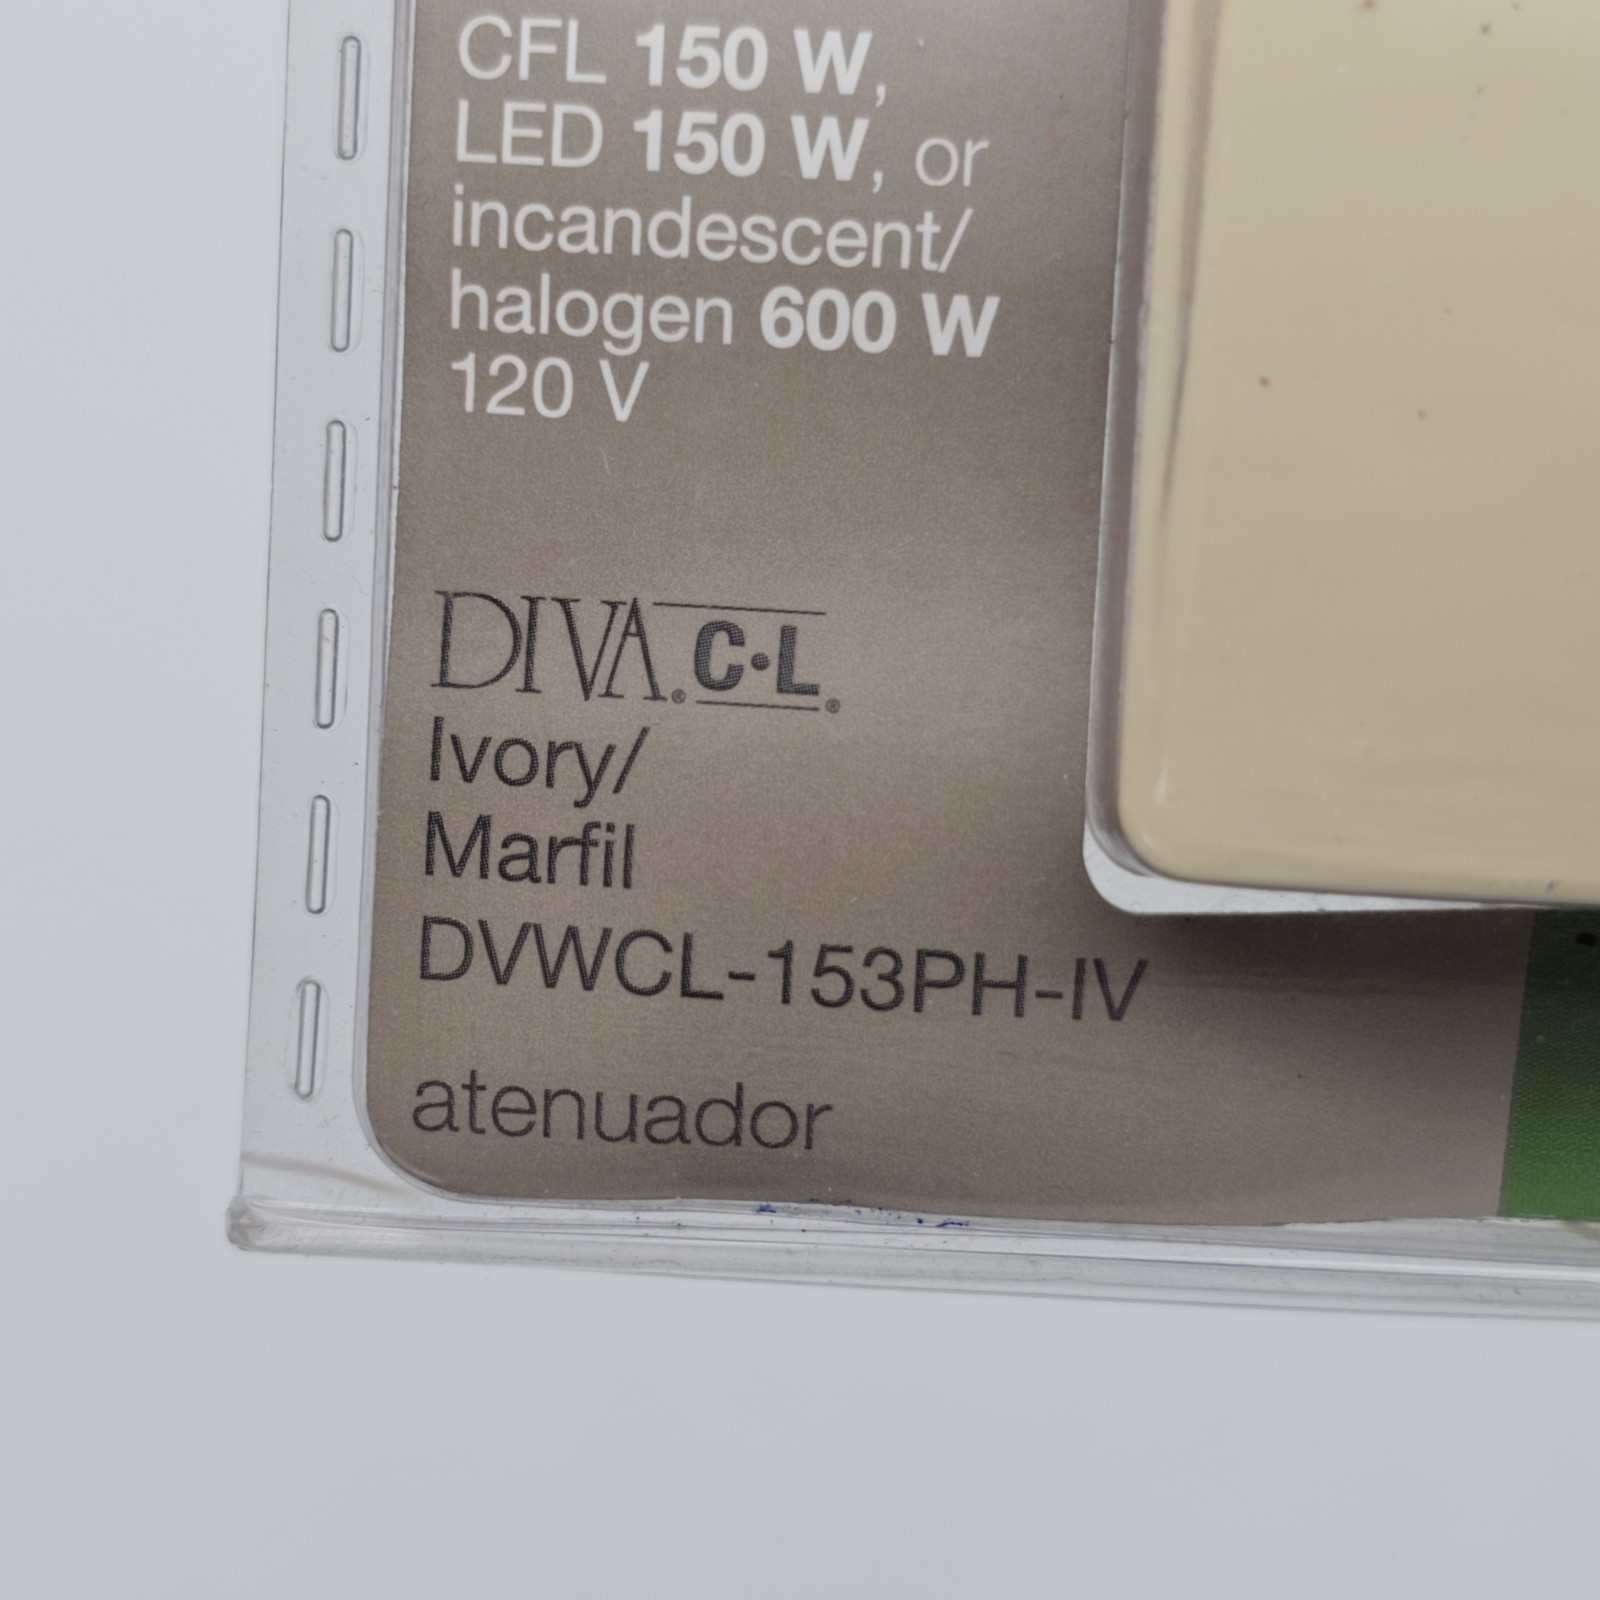 CFL 150 W,
LED 150 W, or
incandescent/
halogen 600 W
120 V
DIVA® C•L®
Ivory/
Marfil
DVWCL-153PH-IV
atenuador